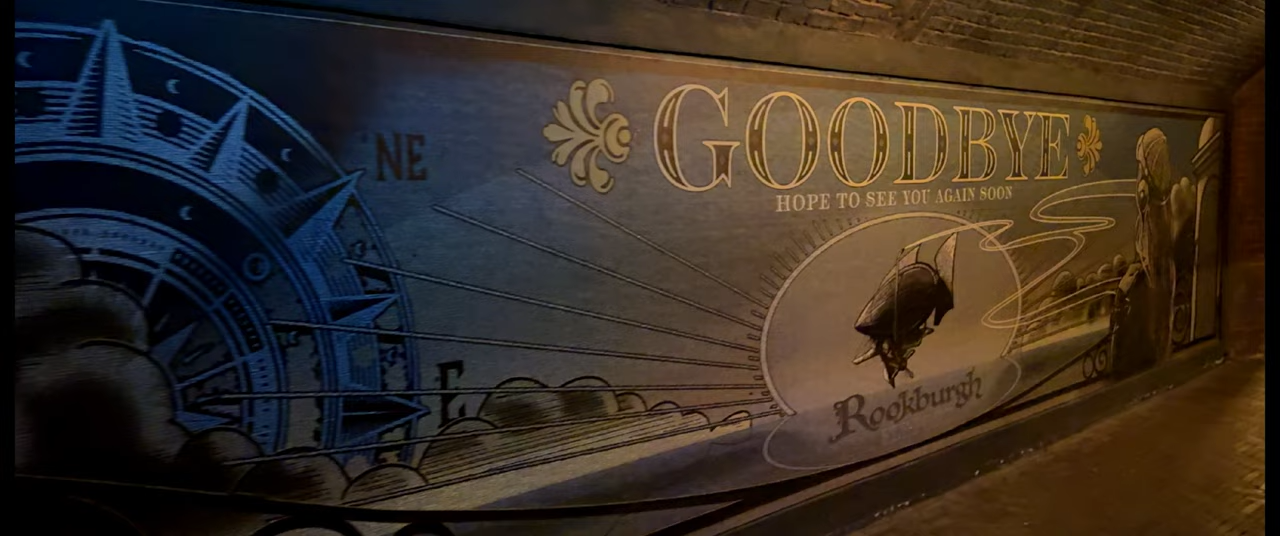 NE
GOODBYE
HOPE TO SEE YOU AGAIN SOON
E
Rookburgh